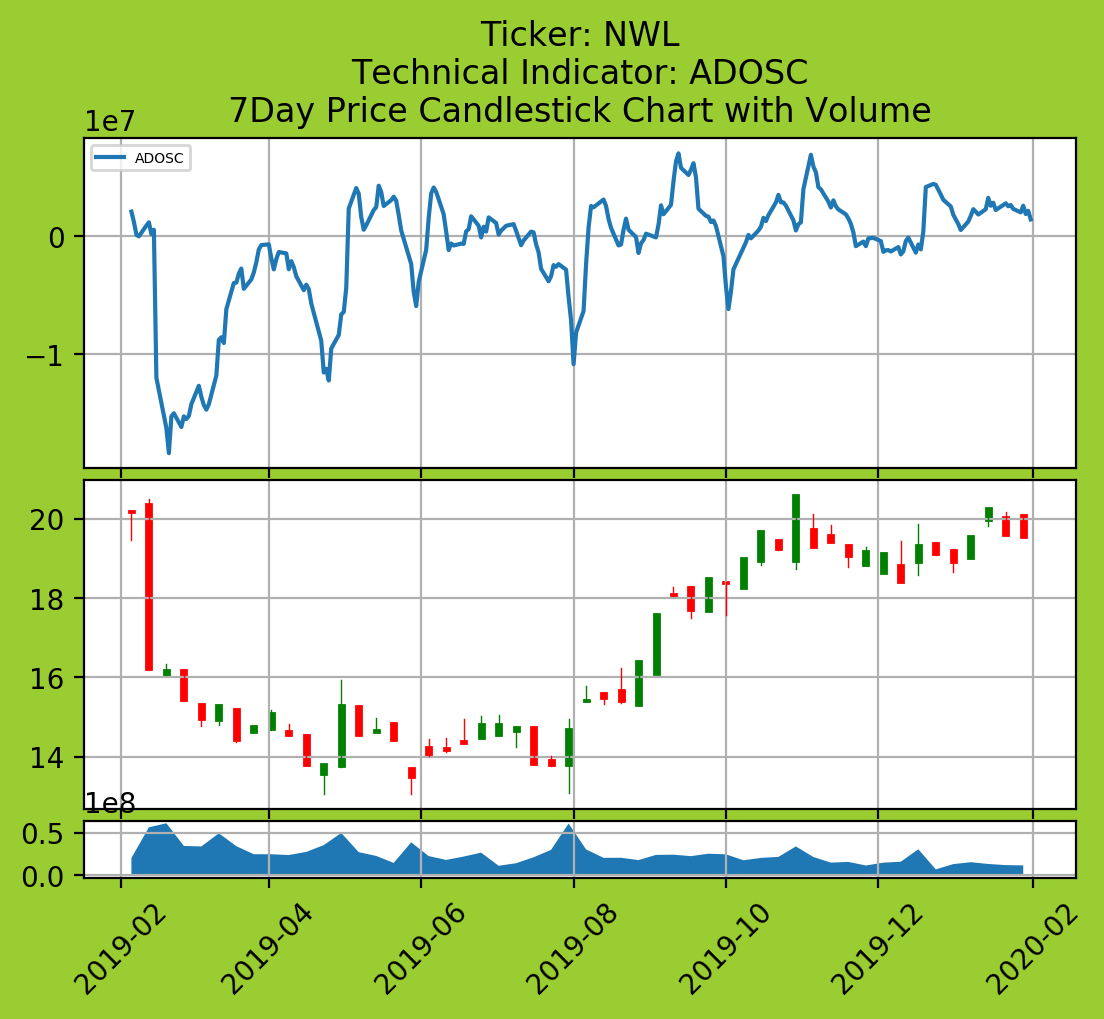 Ticker: NWL
Technical Indicator: ADOSC
7Day Price Candlestick Chart with Volume
1e7
ADOSC
0
−1
20
18
16
14
1e8
0.5
0.0
2019-02
2019-04
2019-06
2019-08
2019-10
2019-12
2020-02